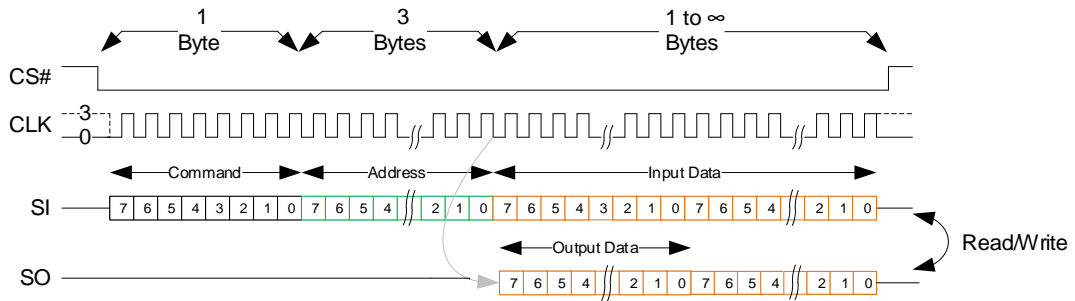 1 3 1 to ∞
Byte Bytes Bytes
CS#
3
CLK
0
Command Address Input Data
SI 7 6 5 4 3 2 1 0 7 6 5 4 2 1 0 7 6 5 4 3 2 1 0 7 6 5 4 2 1 0
Output Data Read/Write
SO 7 6 5 4 2 1 0 7 6 5 4 2 1 0